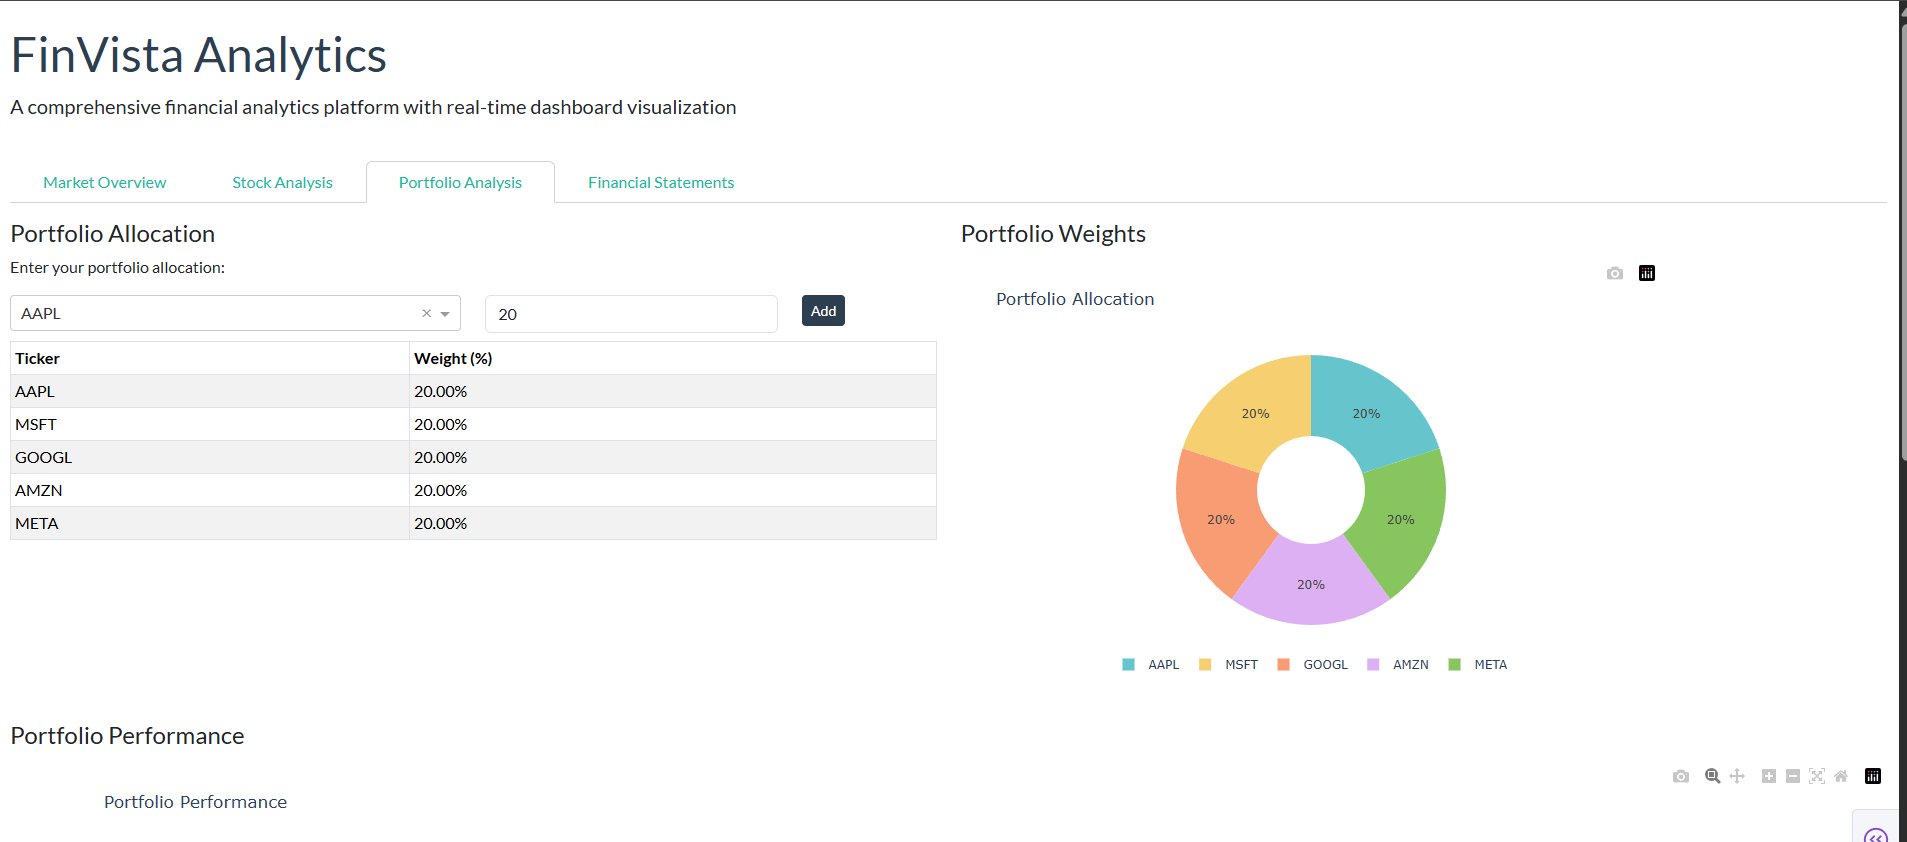 FinVista Analytics
A comprehensive financial analytics platform with real-time dashboard visualization
Market Overview
Stock Analysis
Portfolio Analysis
Financial Statements
Portfolio Allocation
Enter your portfolio allocation:
AAPL
20
Add
Ticker Weight (%)
AAPL 20.00%
MSFT 20.00%
GOOGL 20.00%
AMZN 20.00%
META 20.00%
Portfolio Weights
Portfolio Allocation
20%
20%
20%
20%
20%
AAPL MSFT GOOGL AMZN META
Portfolio Performance
Portfolio Performance